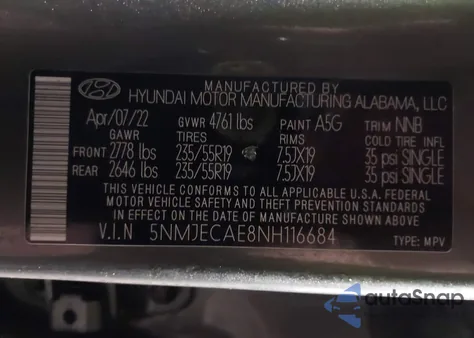 MANUFACTURED BY
HYUNDAI MOTOR MANUFACTURING ALABAMA, LLC
Apr/07/22 GVWR 4761 lbs PAINT A5G TRIM NNB
GAWR TIRES RIMS COLD TIRE INFL
FRONT 2778 lbs 235/55R19 7.5JX19 35 psi SINGLE
REAR 2646 lbs 235/55R19 7.5JX19 35 psi SINGLE
THIS VEHICLE CONFORMS TO ALL APPLICABLE U.S.A. FEDERAL
MOTOR VEHICLE SAFETY AND THEFT PREVENTION
STANDARDS IN EFFECT ON THE DATE OF MANUFACTURE
SHOWN ABOVE.
V.I.N 5NMJECAE8NH116684 TYPE: MPV
autoSnap